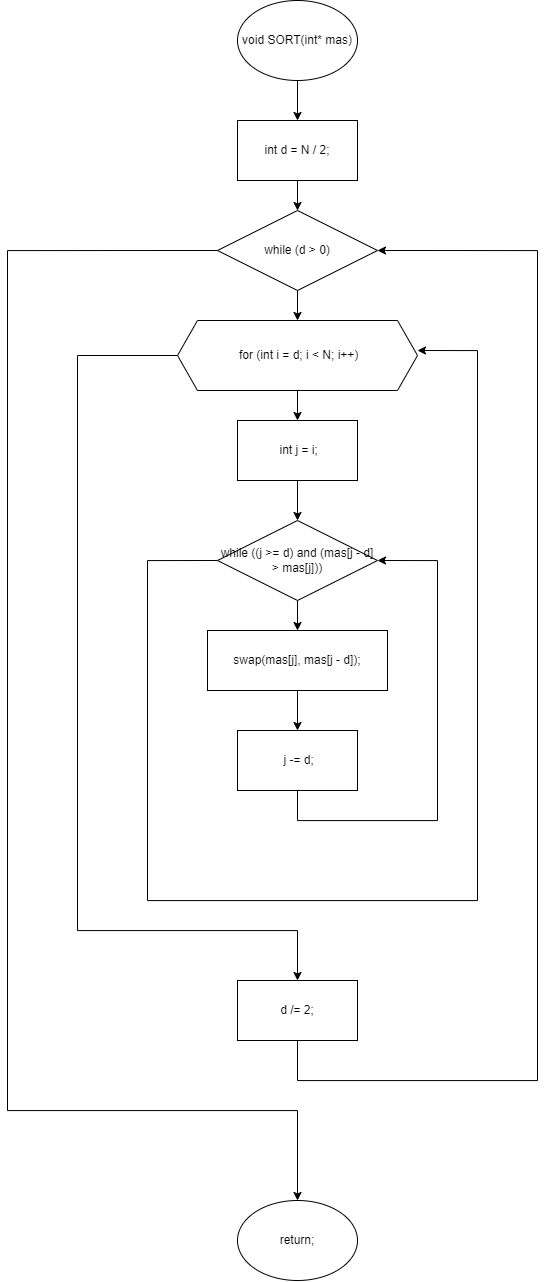 void SORT(int* mas)
int d = N / 2;
while (d > 0)
for (int i = d; i < N; i++)
int j = i;
while ((j >= d) and (mas[j - d]
> mas[j]))
swap(mas[j], mas[j - d]);
j -= d;
d /= 2;
return;